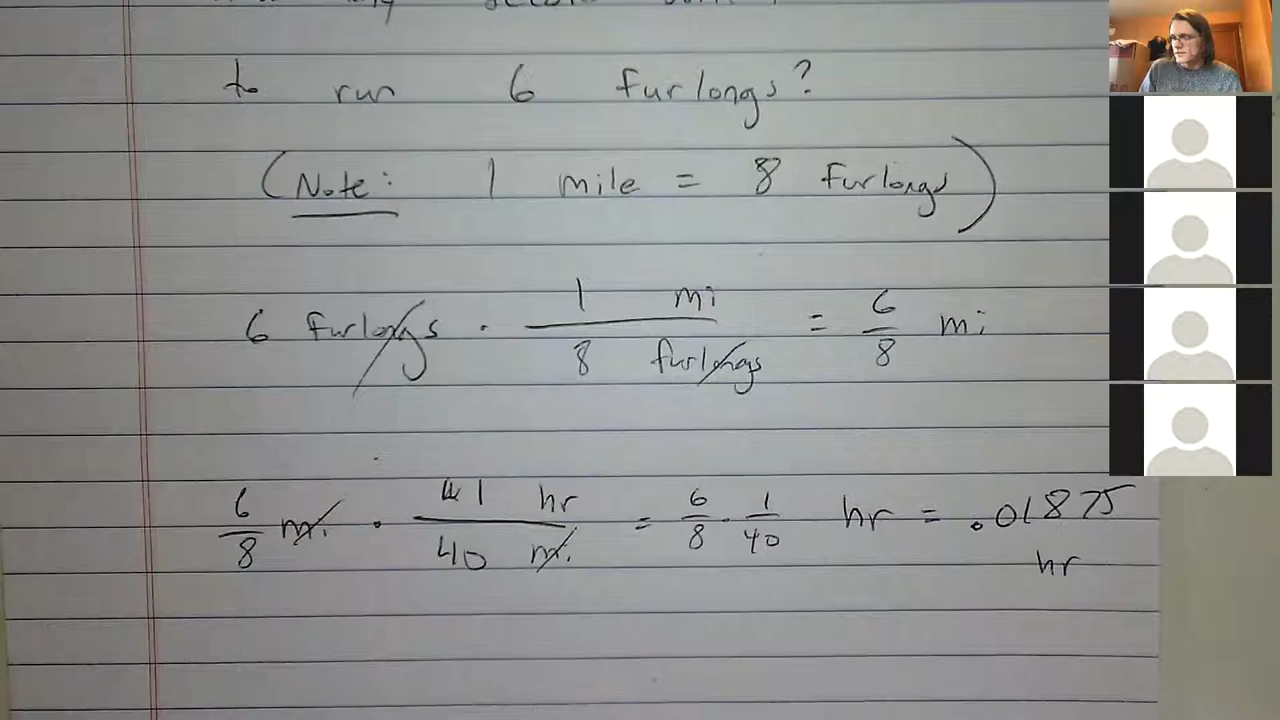 to run 6 furlongs?
(Note: 1 mile = 8 furlongs)
6 furlongs · 1 mi / 8 furlongs = 6/8 mi
6/8 mi · 1 hr / 40 mi = 6/8 · 1/40 hr = .01875
hr